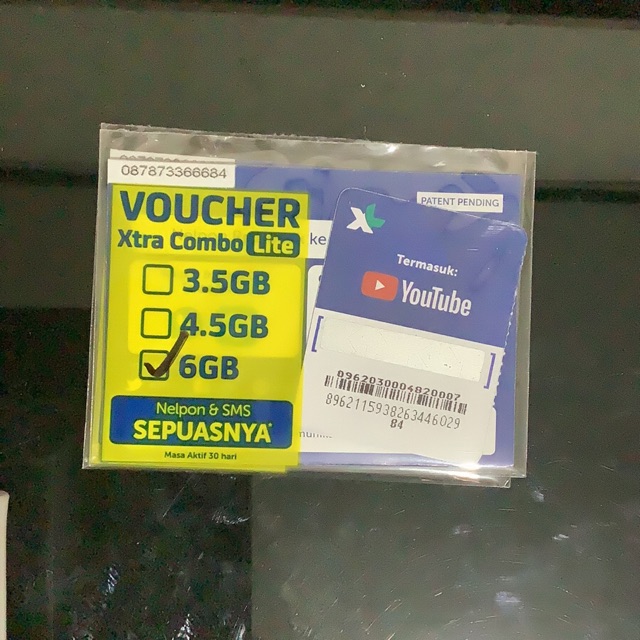 087873366684
VOUCHER
Xtra Combo Lite
3.5GB
4.5GB
6GB
Nelpon & SMS
SEPUASNYA*
Masa Aktif 30 hari
ke
PATENT PENDING
XL
Termasuk:
YouTube
[ ]
0962030004820007
8962115938263446029
84